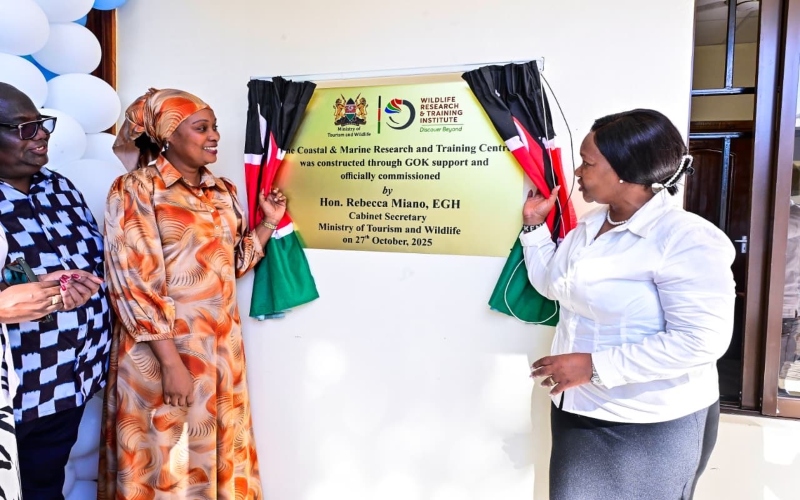 Ministry of
Tourism and Wildlife
WILDLIFE
RESEARCH
& TRAINING
INSTITUTE
Discover Beyond
The Coastal & Marine Research and Training Centre
was constructed through GOK support and
officially commissioned
by
Hon. Rebecca Miano, EGH
Cabinet Secretary
Ministry of Tourism and Wildlife
on 27th October, 2025